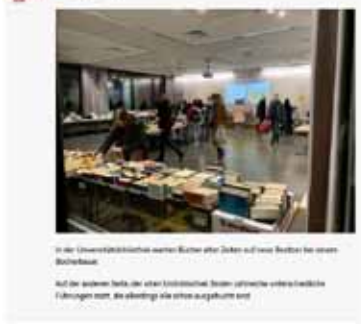 In der Universitätsbibliothek warten Bücher alter Zeiten auf neue Besitzer bei einem
Bücherbasar.
Auf der anderen Seite, der alten finden zahlreiche unterschiedliche
Führungen statt, die allerdings alle schon ausgebucht sind